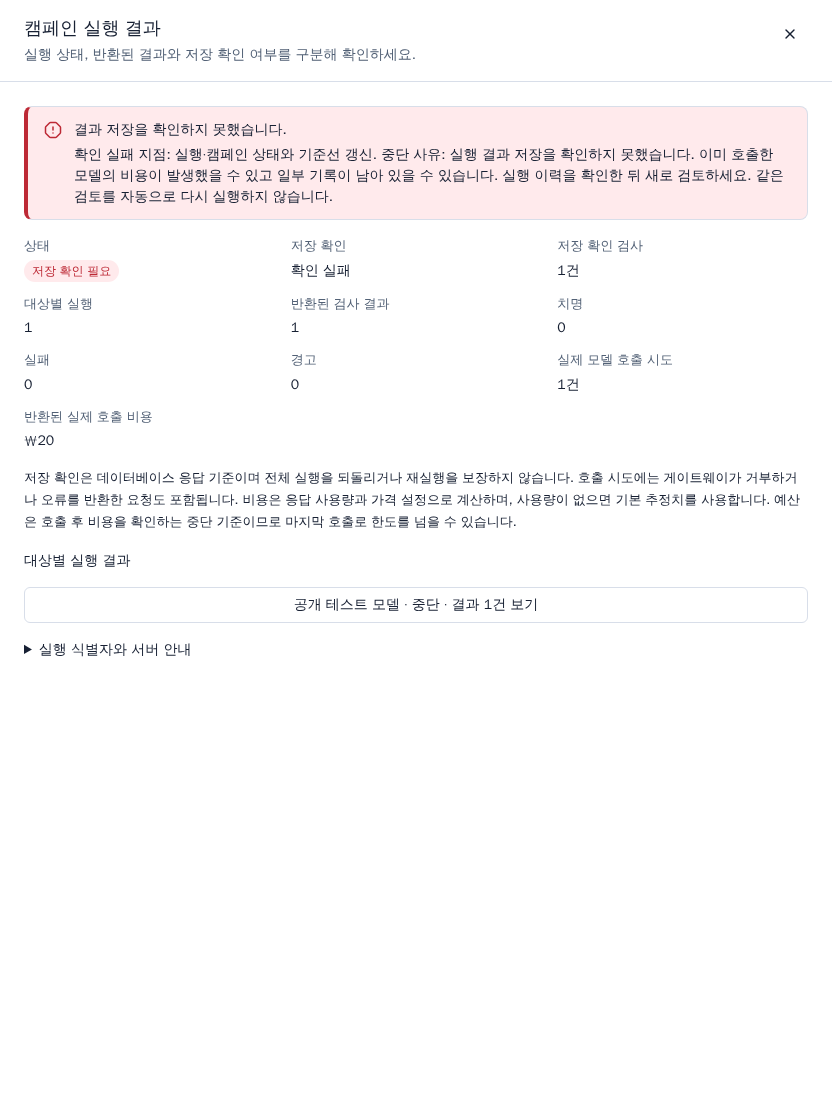 캠페인 실행 결과
실행 상태, 반환된 결과와 저장 확인 여부를 구분해 확인하세요.
결과 저장을 확인하지 못했습니다.
확인 실패 지점: 실행·캠페인 상태와 기준선 갱신. 중단 사유: 실행 결과 저장을 확인하지 못했습니다. 이미 호출한
모델의 비용이 발생했을 수 있고 일부 기록이 남아 있을 수 있습니다. 실행 이력을 확인한 뒤 새로 검토하세요. 같은
검토를 자동으로 다시 실행하지 않습니다.
상태 저장 확인 저장 확인 검사
저장 확인 필요 확인 실패 1건
대상별 실행 반환된 검사 결과 치명
1 1 0
실패 경고 실제 모델 호출 시도
0 0 1건
반환된 실제 호출 비용
₩20
저장 확인은 데이터베이스 응답 기준이며 전체 실행을 되돌리거나 재실행을 보장하지 않습니다. 호출 시도에는 게이트웨이가 거부하거
나 오류를 반환한 요청도 포함됩니다. 비용은 응답 사용량과 가격 설정으로 계산하며, 사용량이 없으면 기본 추정치를 사용합니다. 예산
은 호출 후 비용을 확인하는 중단 기준이므로 마지막 호출로 한도를 넘을 수 있습니다.
대상별 실행 결과
공개 테스트 모델 · 중단 · 결과 1건 보기
실행 식별자와 서버 안내